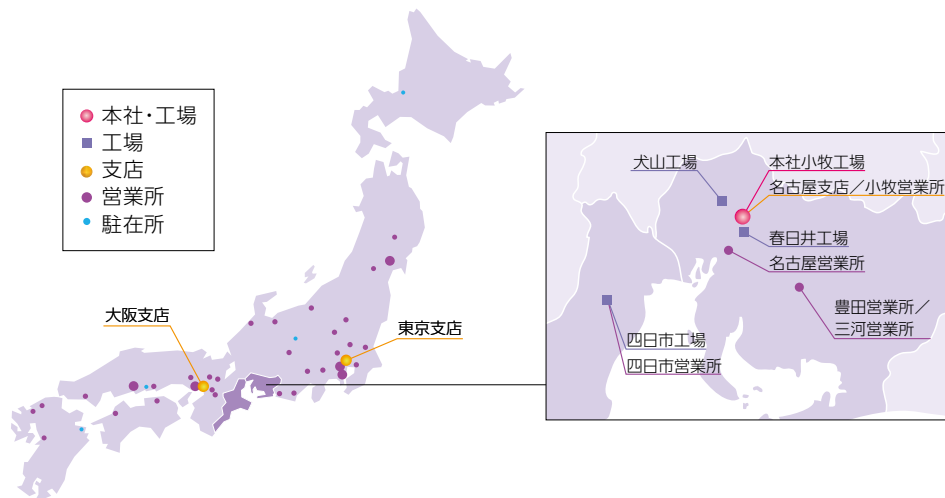 本社・工場
工場
支店
営業所
駐在所
大阪支店
東京支店
犬山工場
本社小牧工場
名古屋支店／小牧営業所
春日井工場
名古屋営業所
豊田営業所／
三河営業所
四日市工場
四日市営業所